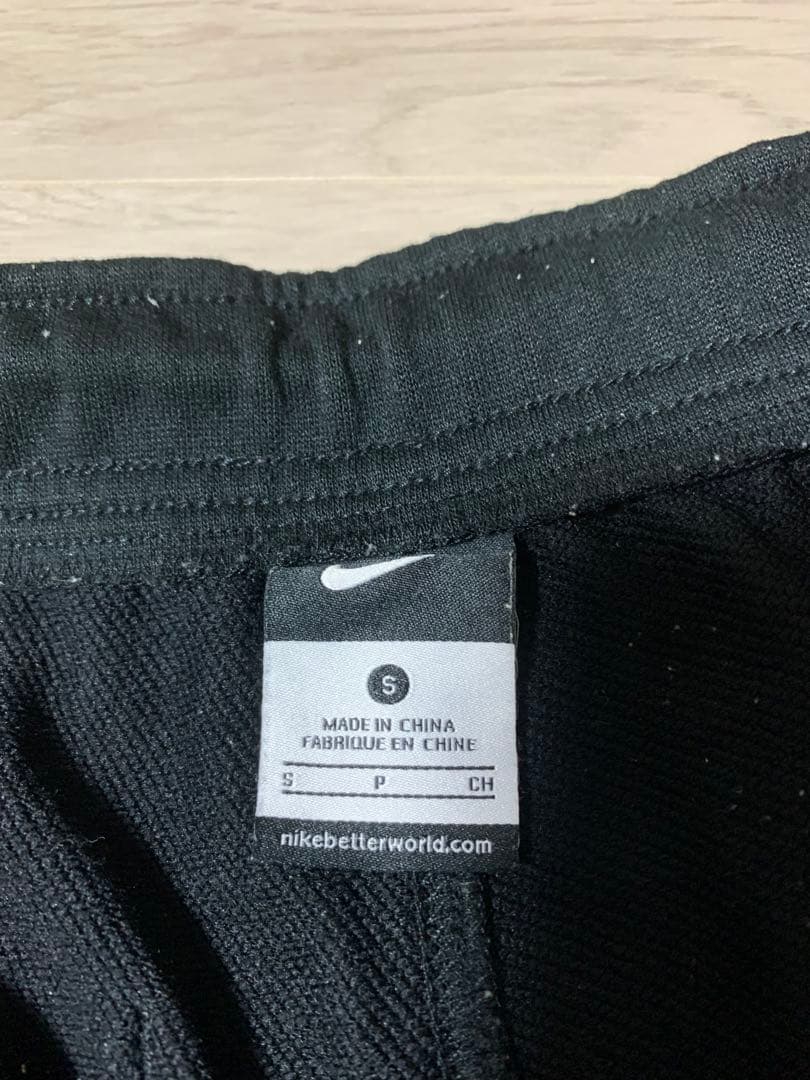 S
MADE IN CHINA
FABRIQUE EN CHINE
S P CH
nikebetterworld.com